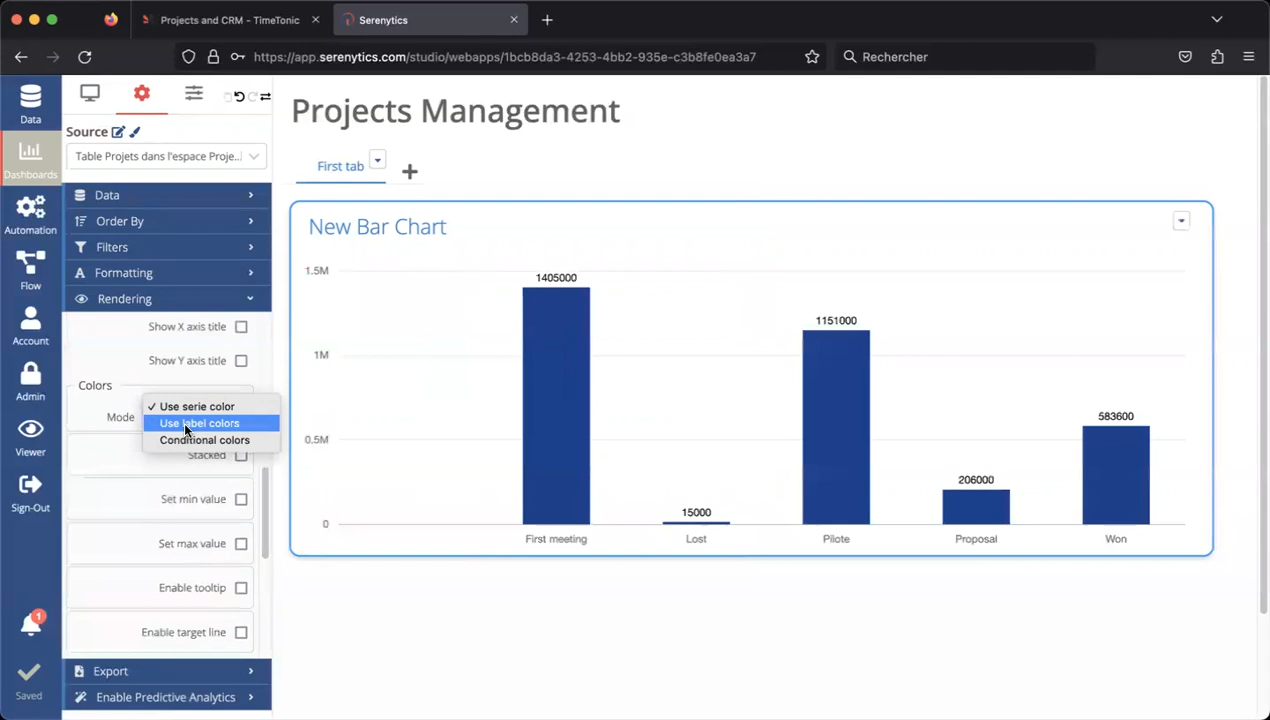 Projects and CRM - TimeTonic
Serenytics
https://app.serenytics.com/studio/webapps/1bcb8da3-4253-4bb2-935e-c3b8fe0ea3a7
Rechercher
Data
Dashboards
Automation
Flow
Account
Admin
Viewer
Sign-Out
1
Saved
Source
Table Projets dans l'espace Proje...
Data
Order By
Filters
Formatting
Rendering
Show X axis title
Show Y axis title
Colors
Mode
Use serie color
Use label colors
Conditional colors
Stacked
Set min value
Set max value
Enable tooltip
Enable target line
Export
Enable Predictive Analytics
Projects Management
First tab
New Bar Chart
1.5M
1M
0.5M
0
1405000
15000
1151000
206000
583600
First meeting
Lost
Pilote
Proposal
Won